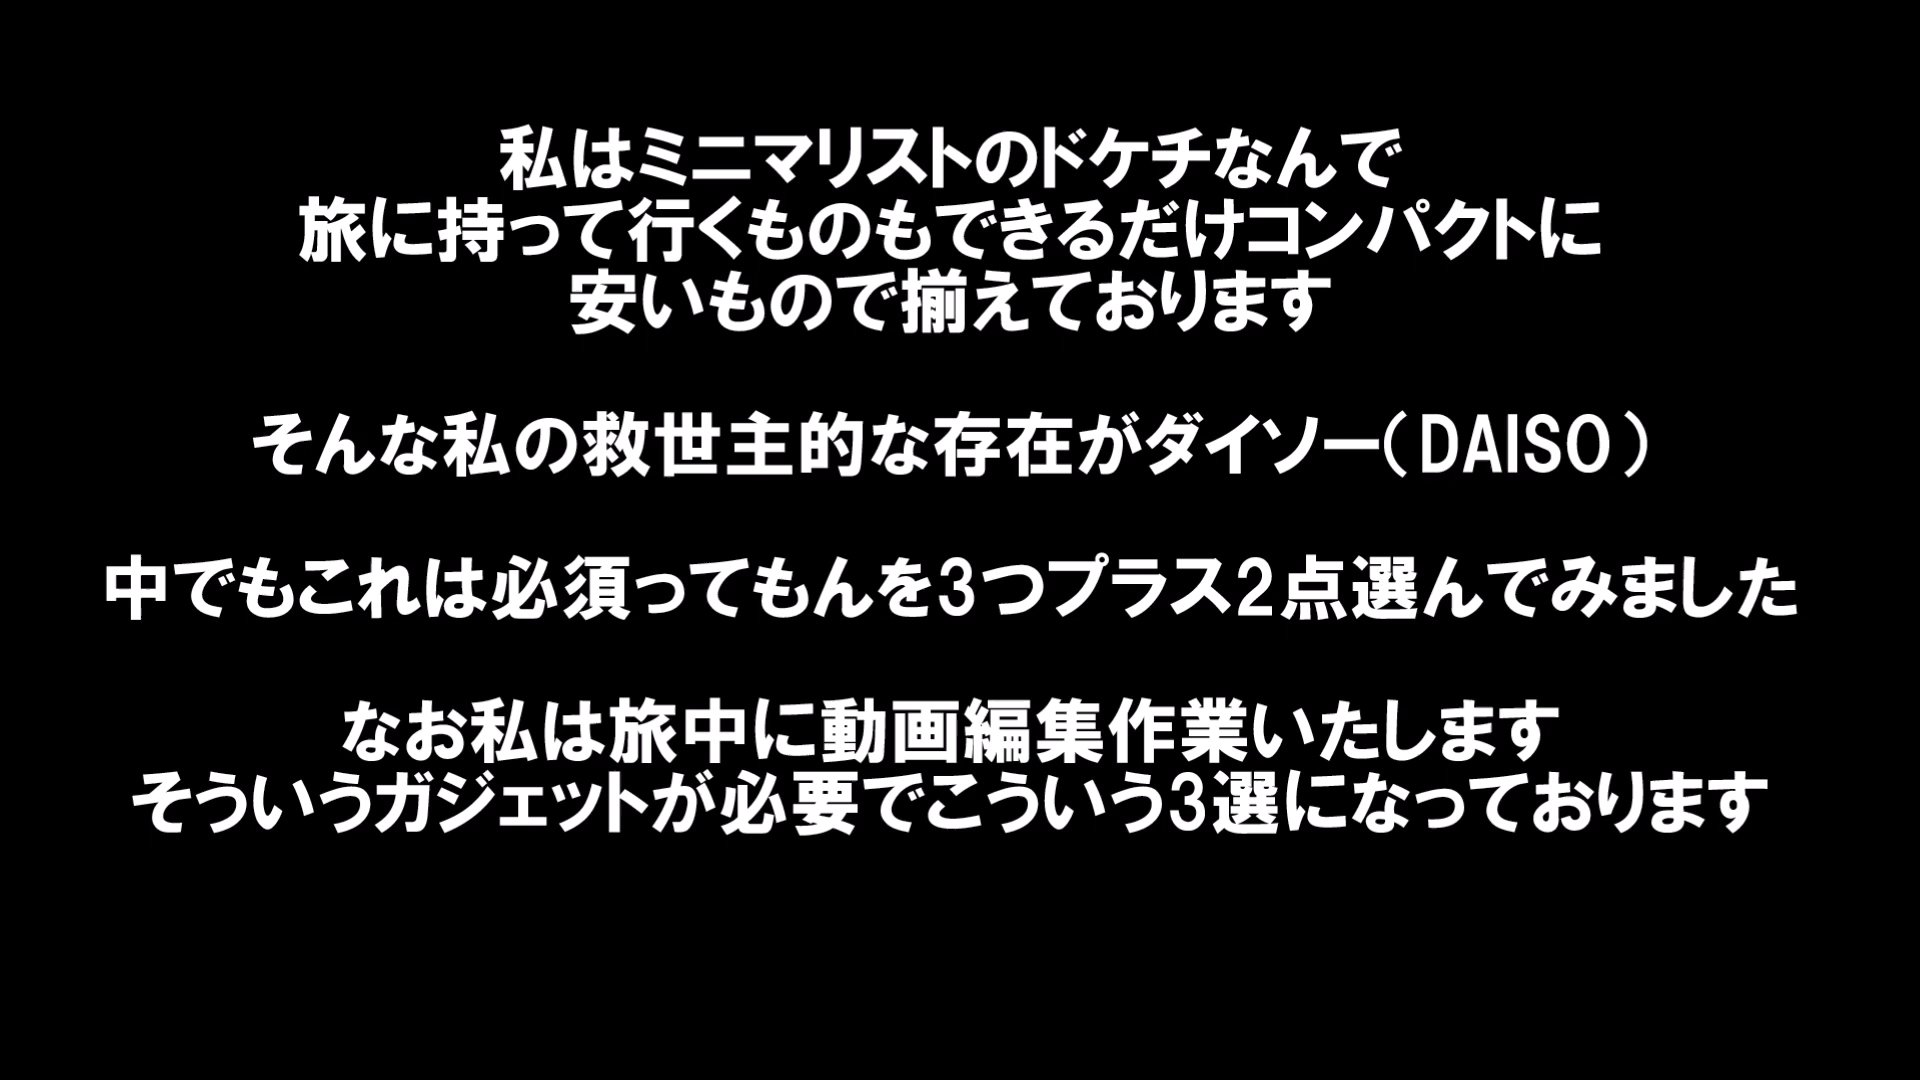 私はミニマリストのドケチなんで
旅に持って行くものもできるだけコンパクトに
安いもので揃えております
そんな私の救世主的な存在がダイソー（DAISO）
中でもこれは必須ってもんを3つプラス2点選んでみました
なお私は旅中に動画編集作業いたします
そういうガジェットが必要でこういう3選になっております